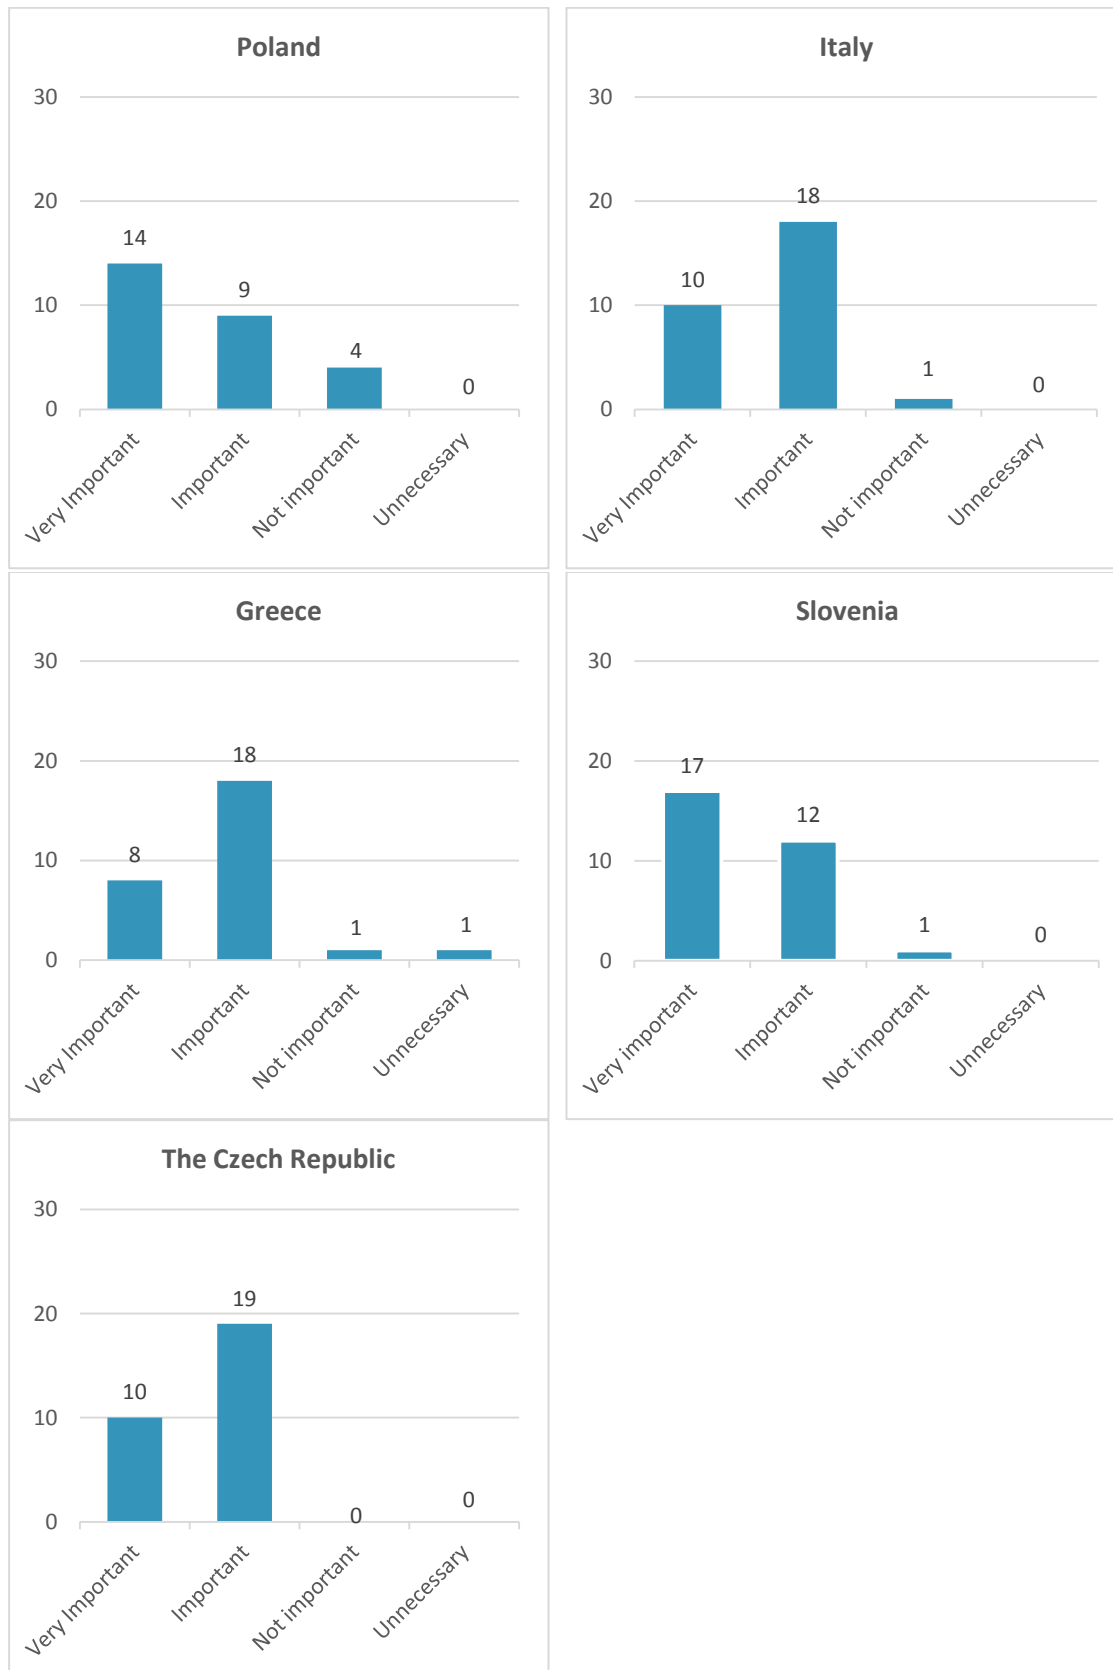 Poland
30
20
10
0
14
9
4
0
Very Important
Important
Not important
Unnecessary
Italy
30
20
10
0
10
18
1
0
Very Important
Important
Not important
Unnecessary
Greece
30
20
10
0
8
18
1
1
Very Important
Important
Not important
Unnecessary
Slovenia
30
20
10
0
17
12
1
0
Very important
Important
Not important
Unnecessary
The Czech Republic
30
20
10
0
10
19
0
0
Very Important
Important
Not important
Unnecessary